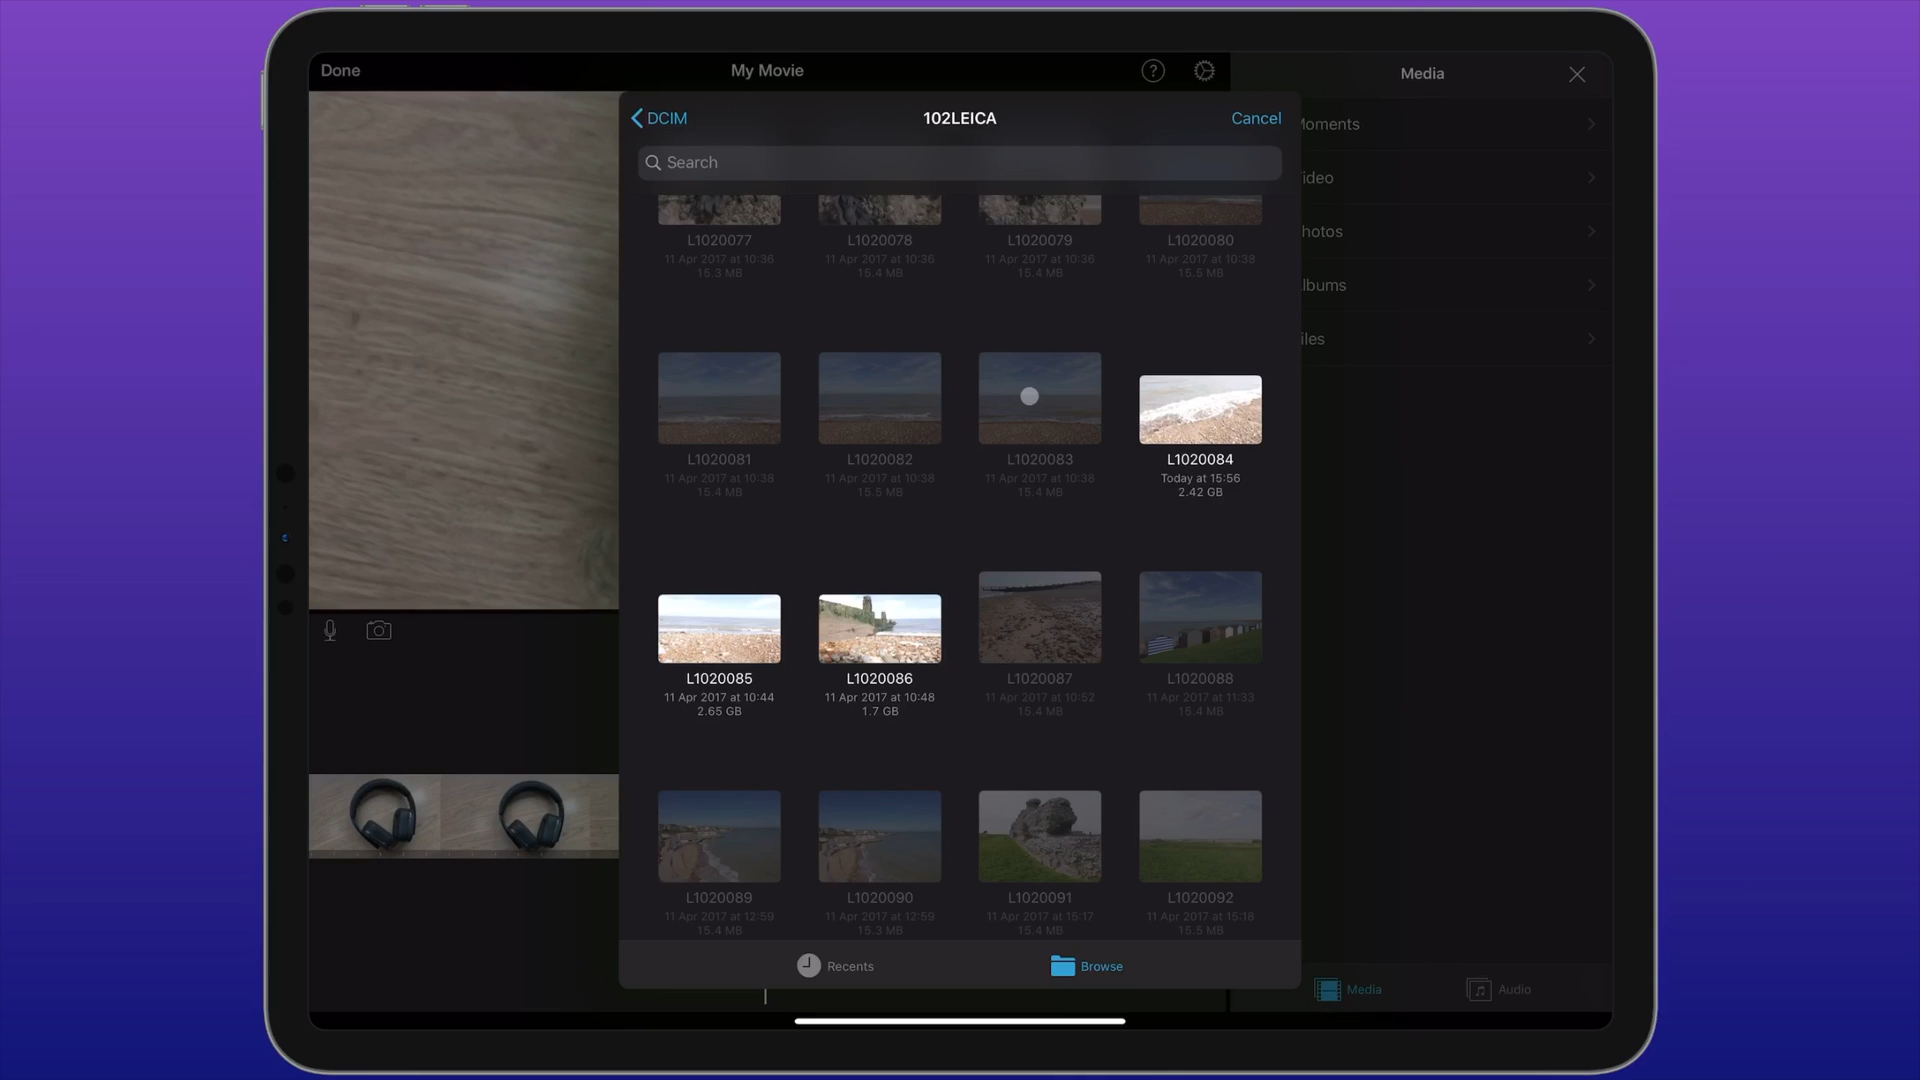 Done
My Movie
?
Media
DCIM
102LEICA
Cancel
Search
Moments
ideo
hotos
lbums
iles
L1020077
11 Apr 2017 at 10:36
15.3 MB
L1020078
11 Apr 2017 at 10:36
15.4 MB
L1020079
11 Apr 2017 at 10:36
15.4 MB
L1020080
11 Apr 2017 at 10:38
15.5 MB
L1020081
11 Apr 2017 at 10:38
15.4 MB
L1020082
11 Apr 2017 at 10:38
15.5 MB
L1020083
11 Apr 2017 at 10:38
15.4 MB
L1020084
Today at 15:56
2.42 GB
L1020085
11 Apr 2017 at 10:44
2.65 GB
L1020086
11 Apr 2017 at 10:48
1.7 GB
L1020087
11 Apr 2017 at 10:52
15.4 MB
L1020088
11 Apr 2017 at 11:33
15.4 MB
L1020089
11 Apr 2017 at 12:59
15.4 MB
L1020090
11 Apr 2017 at 12:59
15.3 MB
L1020091
11 Apr 2017 at 15:17
15.4 MB
L1020092
11 Apr 2017 at 15:18
15.5 MB
Recents
Browse
Media
Audio